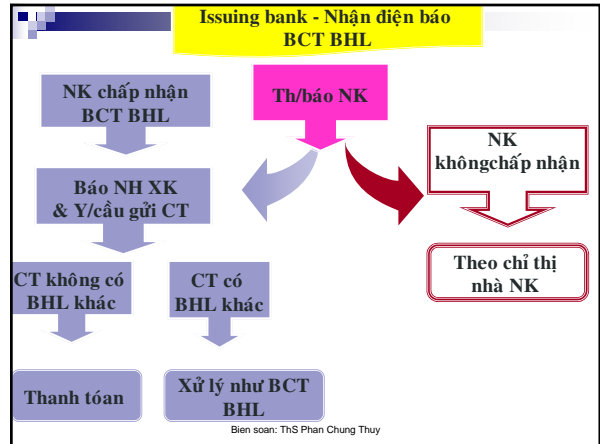 Issuing bank - Nhận điện báo
BCT BHL
NK chấp nhận
BCT BHL
Th/báo NK
NK
khôngchấp nhận
Báo NH XK
& Y/cầu gửi CT
Theo chỉ thị
nhà NK
CT không có
BHL khác
CT có
BHL khác
Thanh tóan
Xử lý như BCT
BHL
Bien soan: ThS Phan Chung Thuy